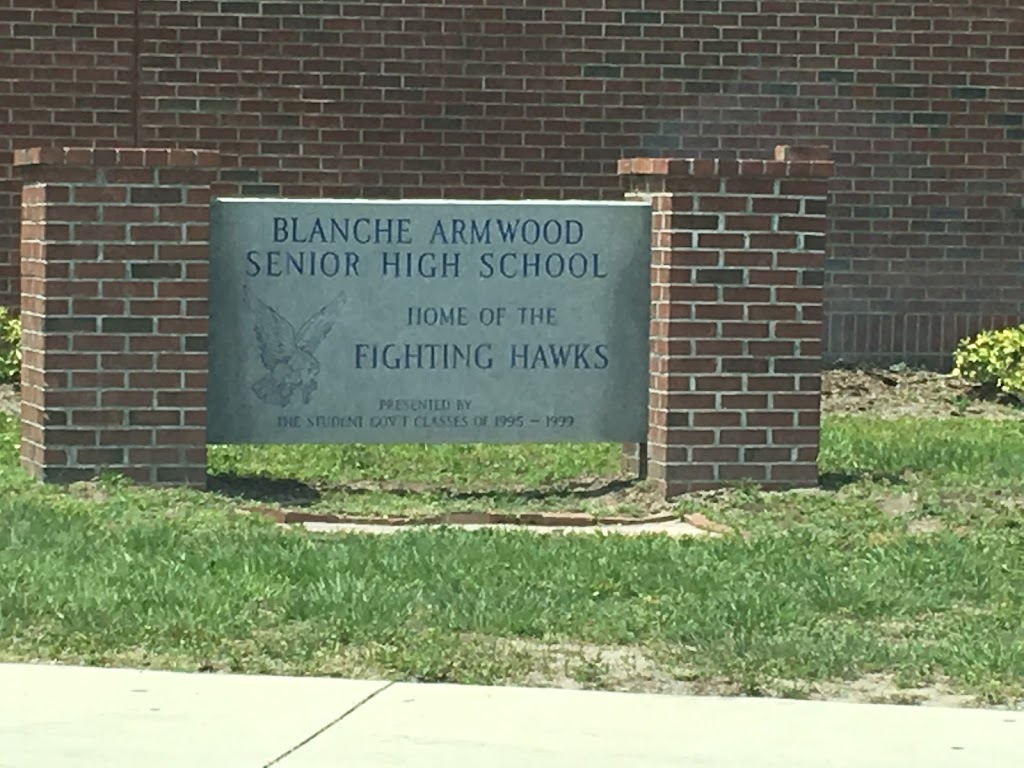 BLANCHE ARMWOOD
SENIOR HIGH SCHOOL
HOME OF THE
FIGHTING HAWKS
PRESENTED BY
THE STUDENT GOV'T CLASSES OF 1995 - 1999